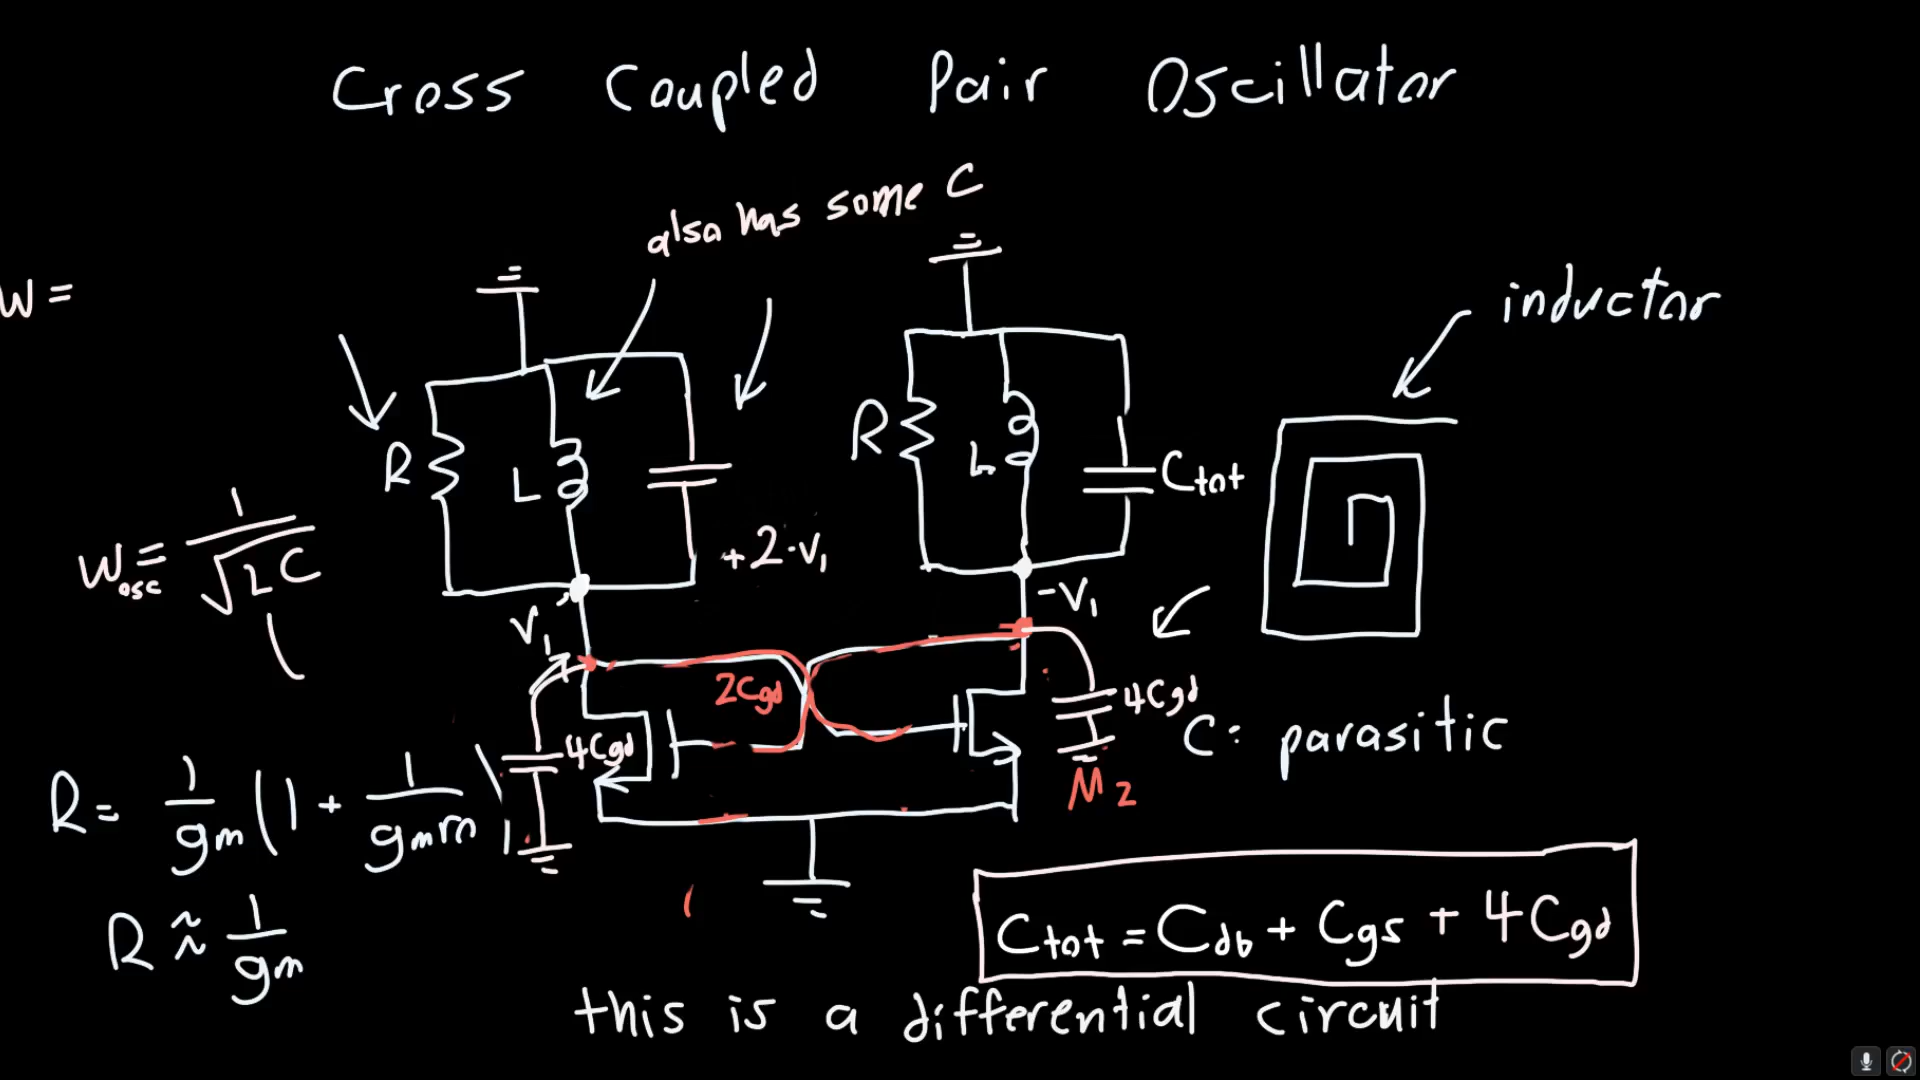 Cross Coupled Pair Oscillator
also has some C
W =
inductor
R L
R L Ctot
+2·V₁
Wosc = 1/√LC
V₁
-V₁
2Cgd
4Cgd
4Cgd
C: parasitic
M2
R = 1/gm (1 + 1/gmro
R ≈ 1/gm
Ctot = Cdb + Cgs + 4Cgd
this is a differential circuit